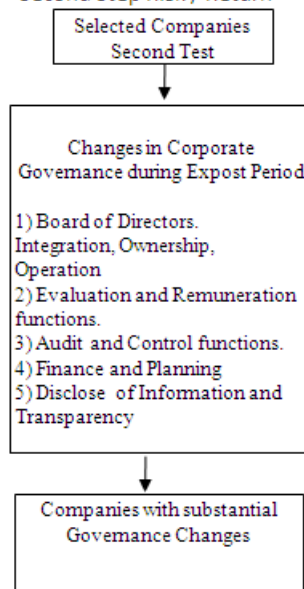 Selected Companies
Second Test
Changes in Corporate
Governance during Expost Period
1) Board of Directors.
Integration, Ownership,
Operation
2) Evaluation and Remuneration
functions.
3) Audit and Control functions.
4) Finance and Planning
5) Disclose of Information and
Transparency
Companies with substantial
Governance Changes